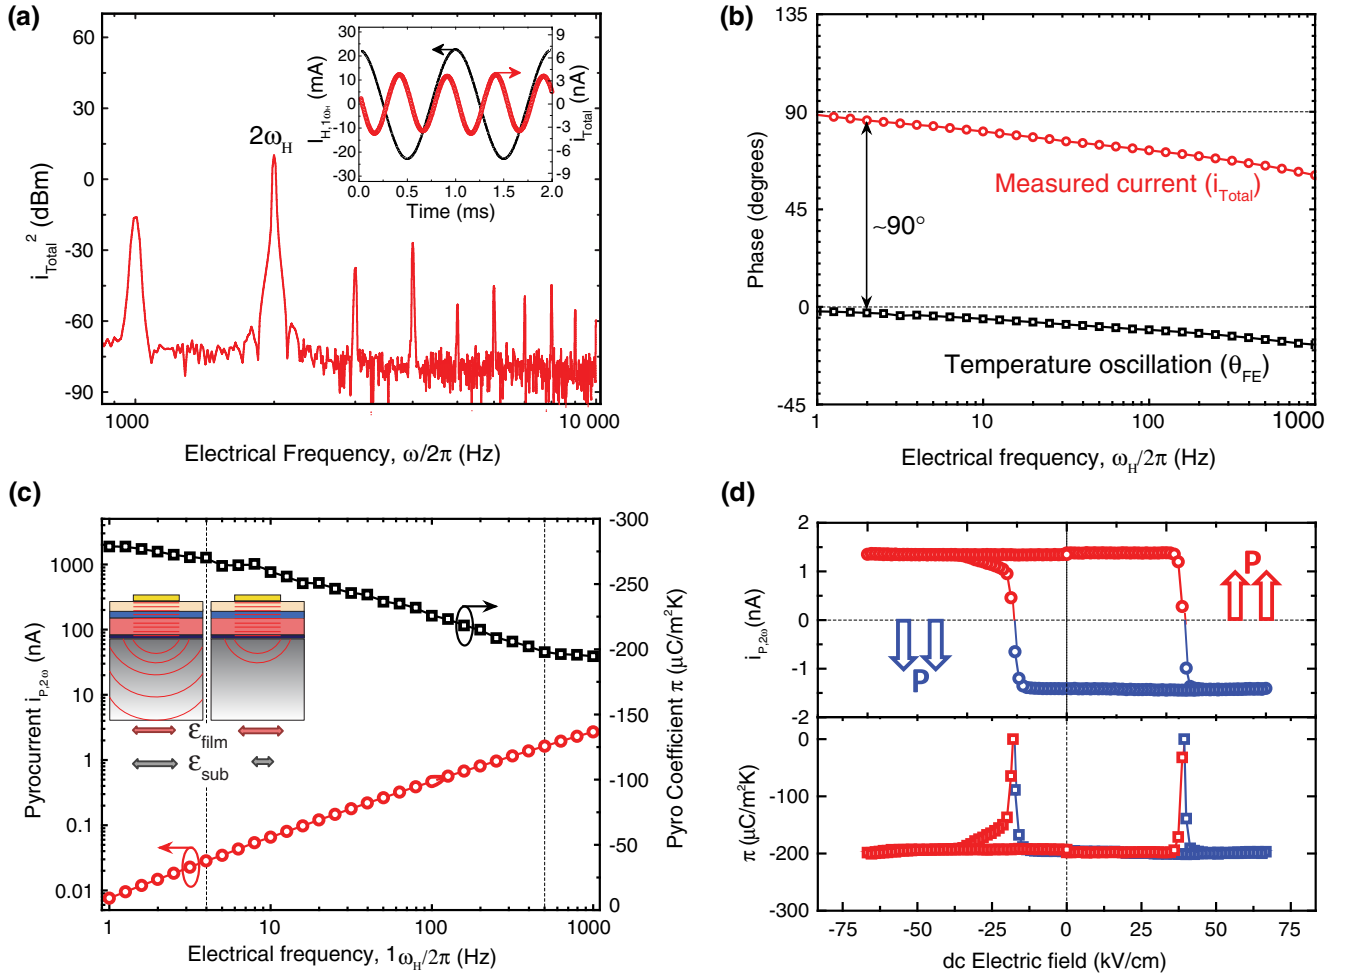 (a)
60
30
0
-30
-60
-90
i_Total^2 (dBm)
2ω_H
1000
10 000
Electrical Frequency, ω/2π (Hz)
30
20
10
0
-10
-20
-30
I_H,1ω_H (mA)
9
6
3
0
-3
-6
-9
i_Total (nA)
0.0 0.5 1.0 1.5 2.0
Time (ms)
(b)
135
90
45
0
-45
Phase (degrees)
Measured current (i_Total)
~90°
Temperature oscillation (θ_FE)
1 10 100 1000
Electrical frequency, ω_H/2π (Hz)
(c)
1000
100
10
1
0.1
0.01
Pyrocurrent i_P,2ω (nA)
-300
-250
-200
-150
-100
-50
0
Pyro Coefficient π (μC/m²K)
ε_film
ε_sub
1 10 100 1000
Electrical frequency, 1ω_H/2π (Hz)
(d)
2
1
0
-1
-2
i_P,2ω (nA)
P
P
0
-100
-200
-300
π (μC/m²K)
-75 -50 -25 0 25 50 75
dc Electric field (kV/cm)